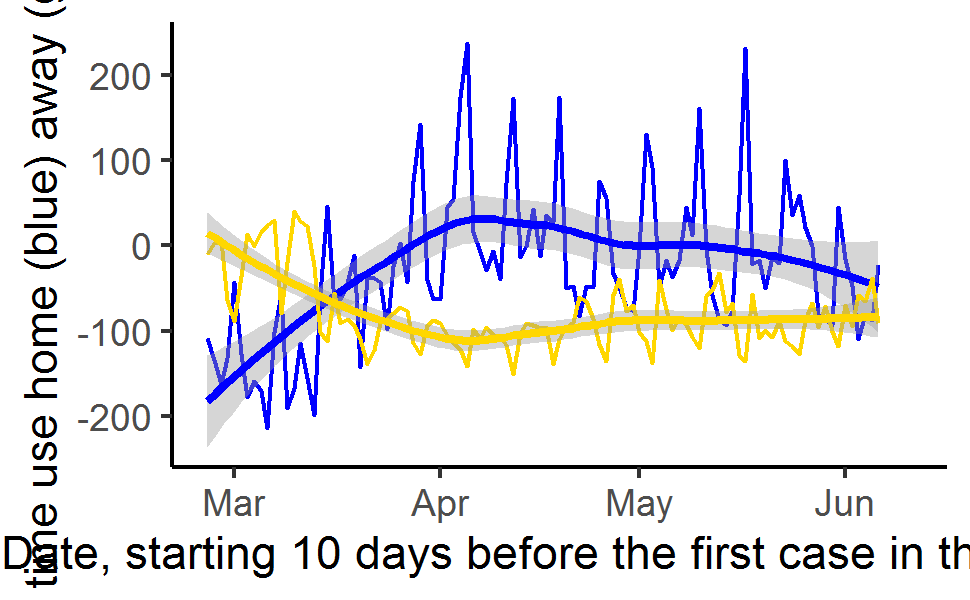 time use home (blue) away (g
200
100
0
-100
-200
Mar Apr May Jun
Date, starting 10 days before the first case in th